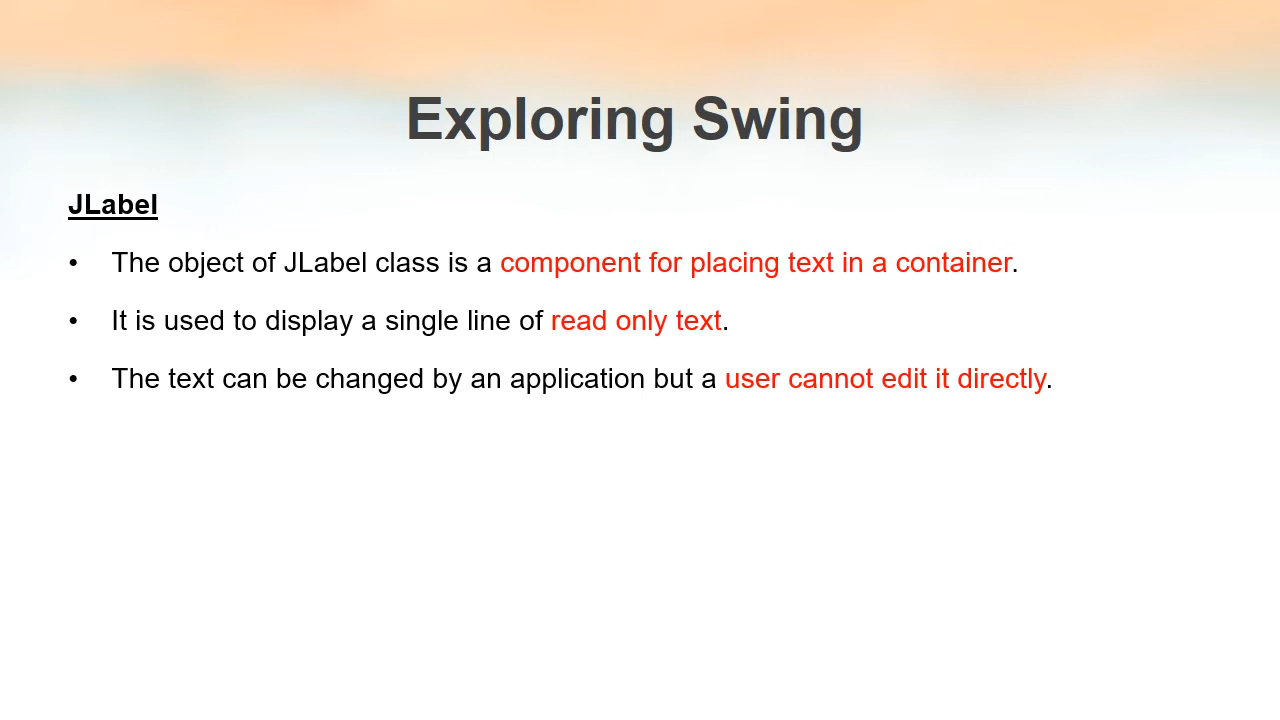 Exploring Swing
JLabel
• The object of JLabel class is a component for placing text in a container.
• It is used to display a single line of read only text.
• The text can be changed by an application but a user cannot edit it directly.